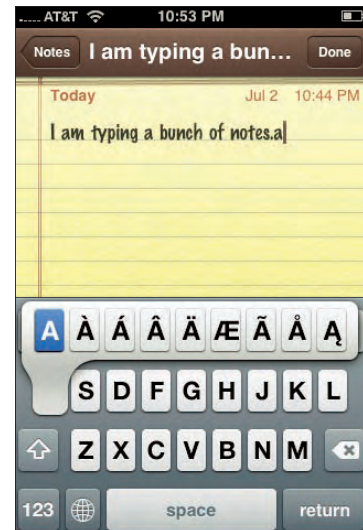 AT&T 10:53 PM
Notes I am typing a bun... Done
Today Jul 2 10:44 PM
I am typing a bunch of notes.a
A À Á Â Ä Æ Ã Å Ą
S D F G H J K L
Z X C V B N M
123 space return